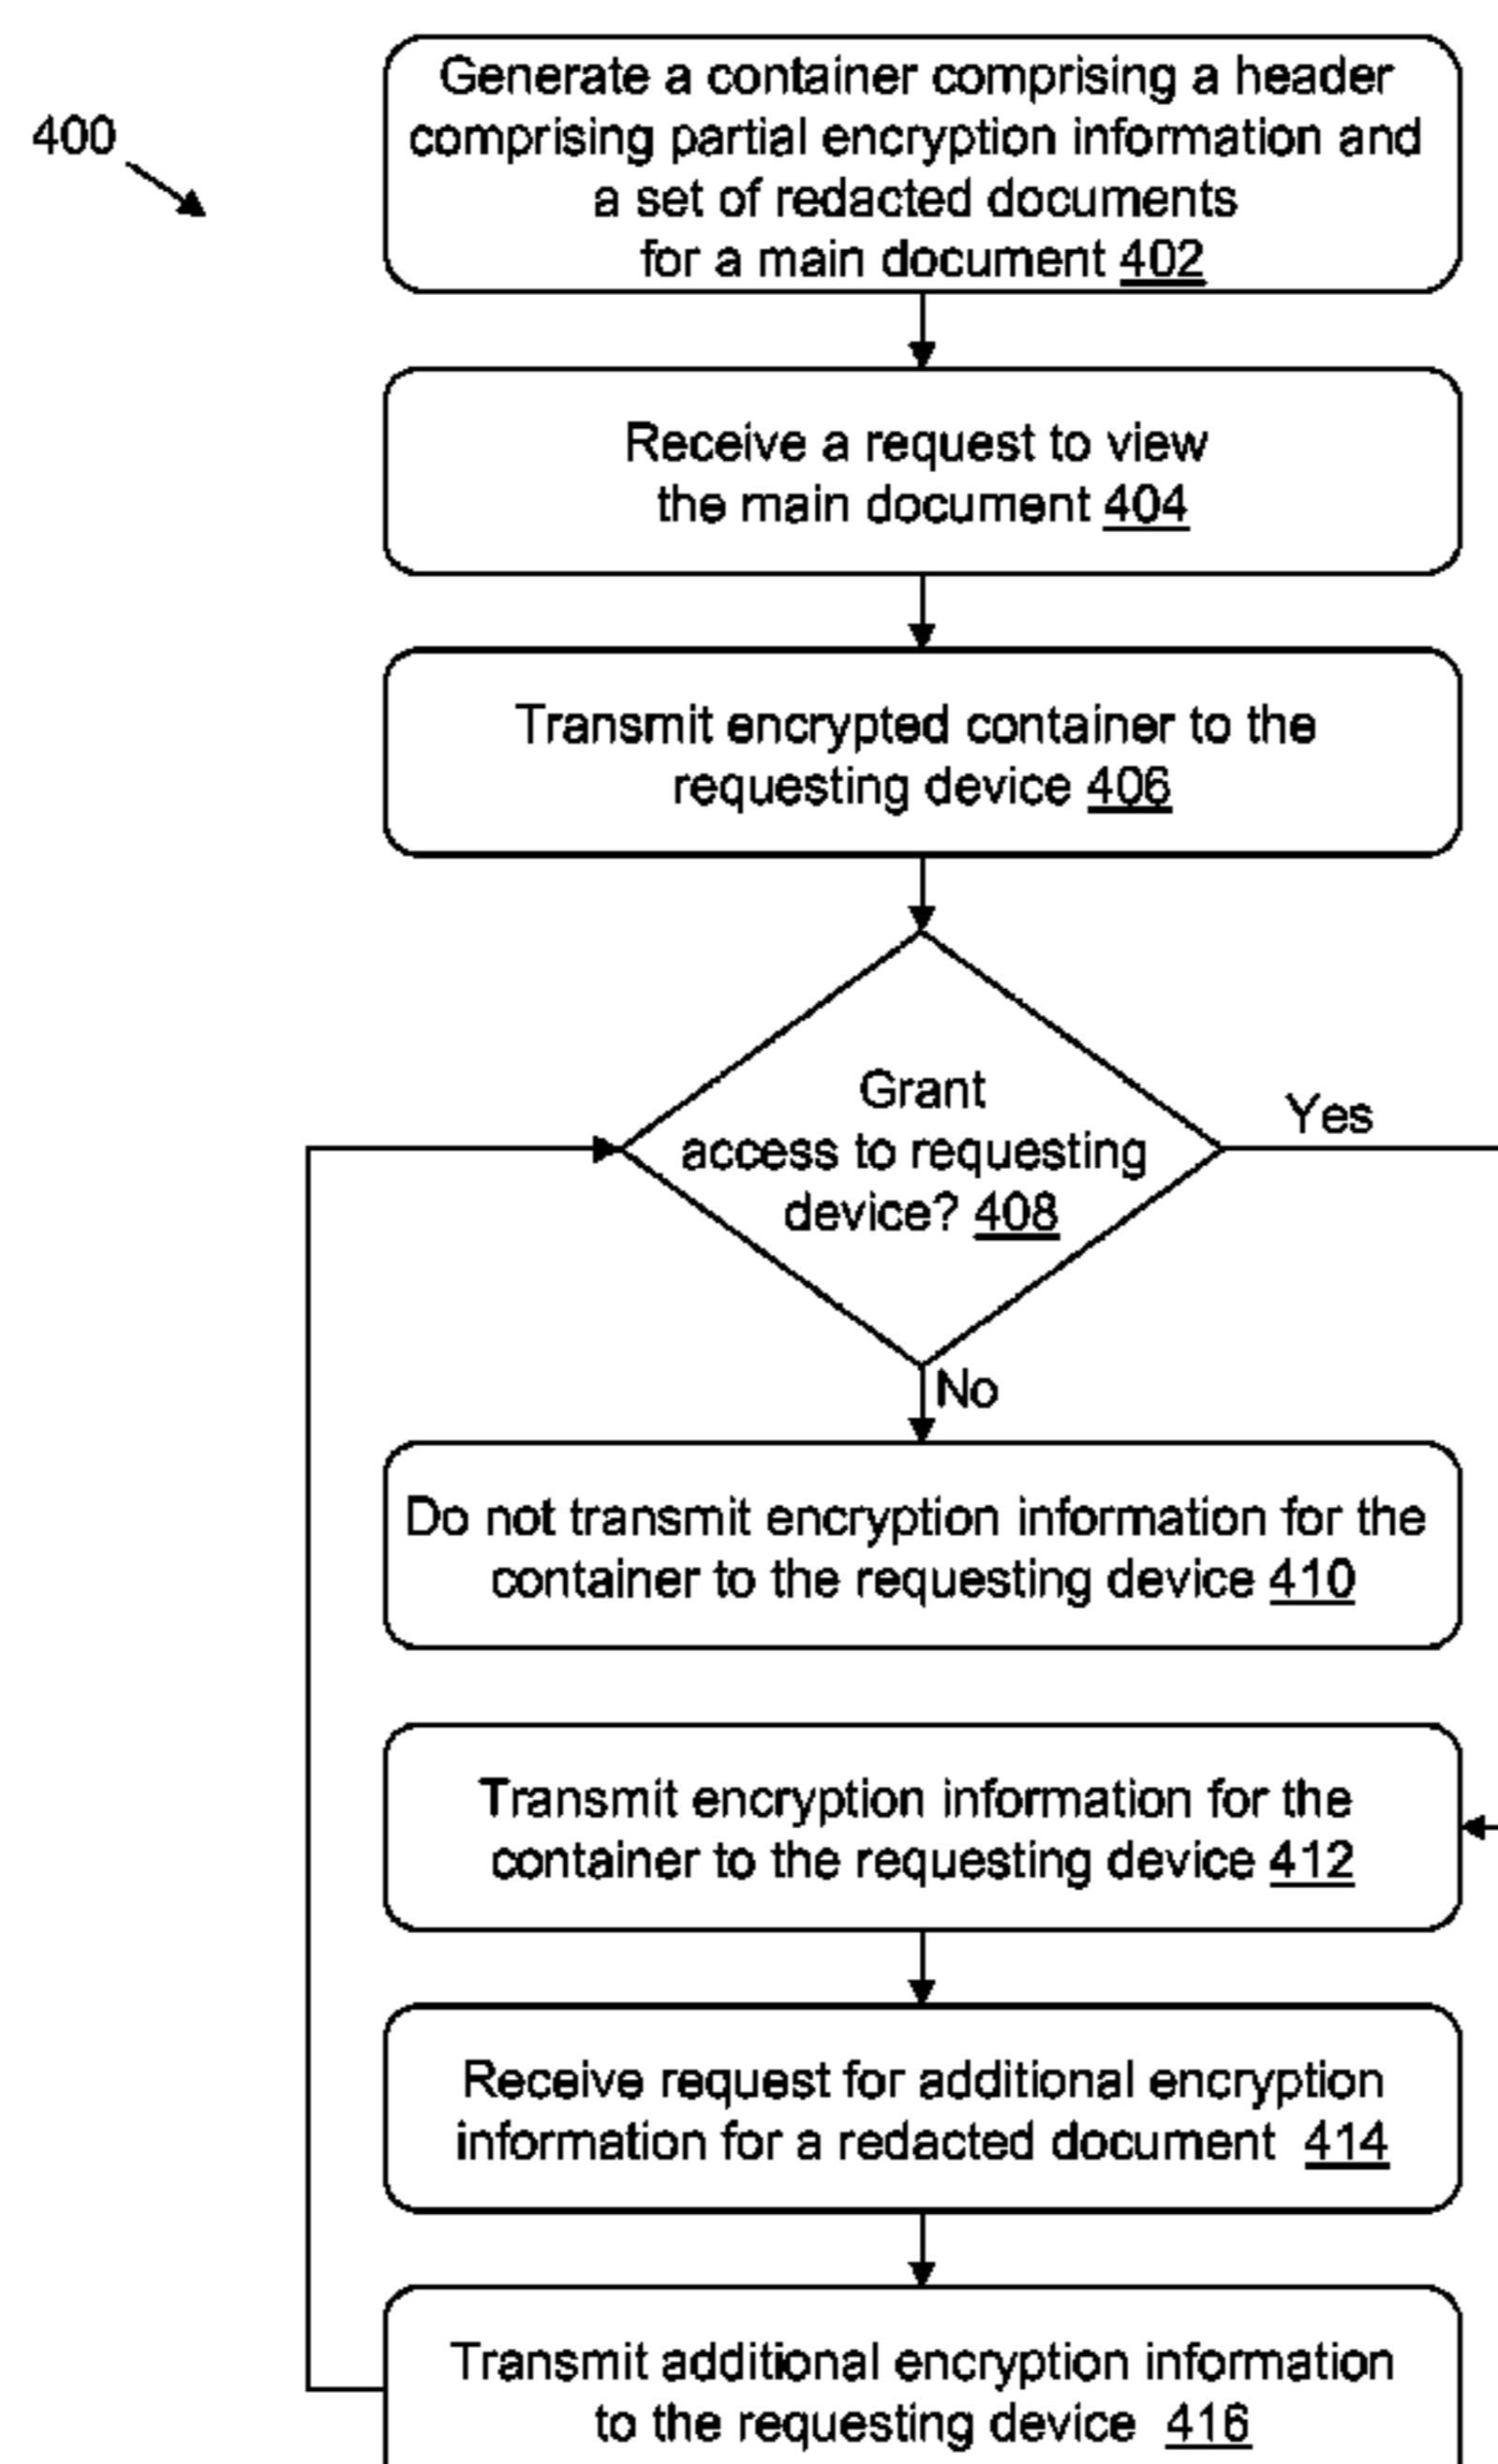 400
Generate a container comprising a header
comprising partial encryption information and
a set of redacted documents
for a main document 402
Receive a request to view
the main document 404
Transmit encrypted container to the
requesting device 406
Grant
access to requesting
device? 408
Yes
No
Do not transmit encryption information for the
container to the requesting device 410
Transmit encryption information for the
container to the requesting device 412
Receive request for additional encryption
information for a redacted document 414
Transmit additional encryption information
to the requesting device 416